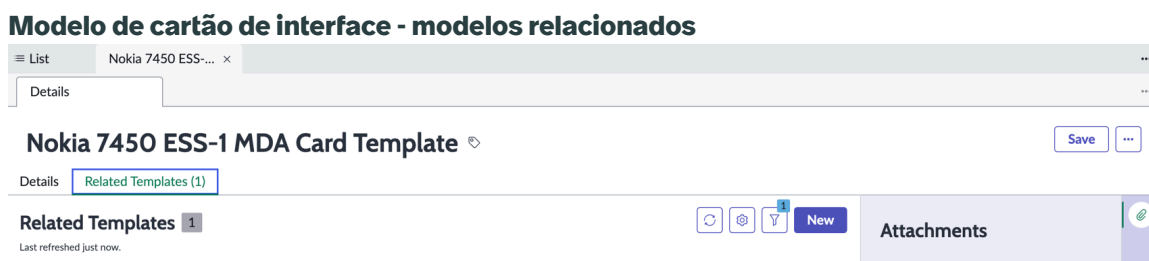 Modelo de cartão de interface - modelos relacionados
List
Nokia 7450 ESS-... ×
Details
Nokia 7450 ESS-1 MDA Card Template
Save
Details
Related Templates (1)
Related Templates 1
1
New
Last refreshed just now.
Attachments